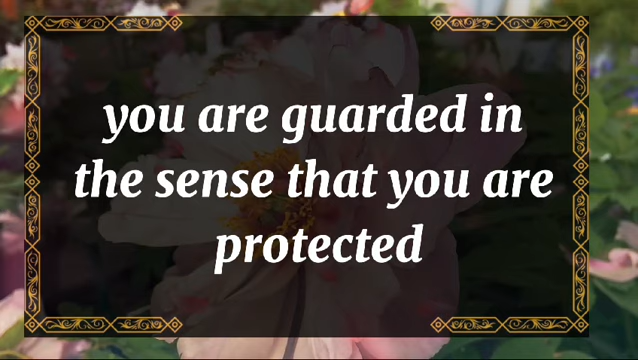 you are guarded in
the sense that you are
protected